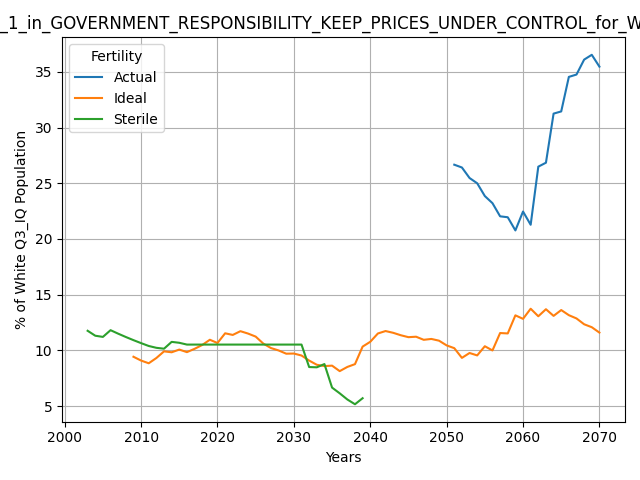 _1_in_GOVERNMENT_RESPONSIBILITY_KEEP_PRICES_UNDER_CONTROL_for_W
Fertility
Actual
Ideal
Sterile
% of White Q3_IQ Population
35
30
25
20
15
10
5
2000 2010 2020 2030 2040 2050 2060 2070
Years